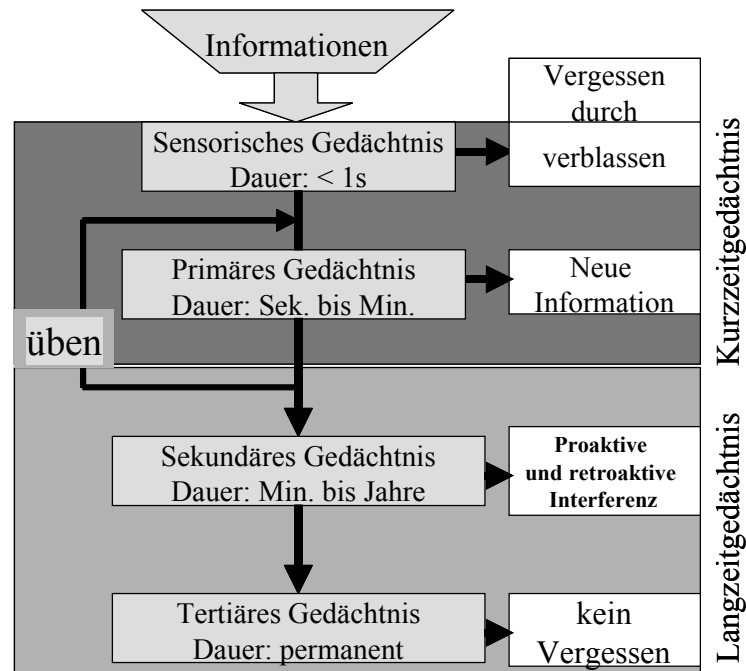 Informationen
Vergessen
durch
Sensorisches Gedächtnis
Dauer: < 1s
verblassen
Primäres Gedächtnis
Dauer: Sek. bis Min.
Neue
Information
üben
Kurzzeitgedächtnis
Sekundäres Gedächtnis
Dauer: Min. bis Jahre
Proaktive
und retroaktive
Interferenz
Tertiäres Gedächtnis
Dauer: permanent
kein
Vergessen
Langzeitgedächtnis